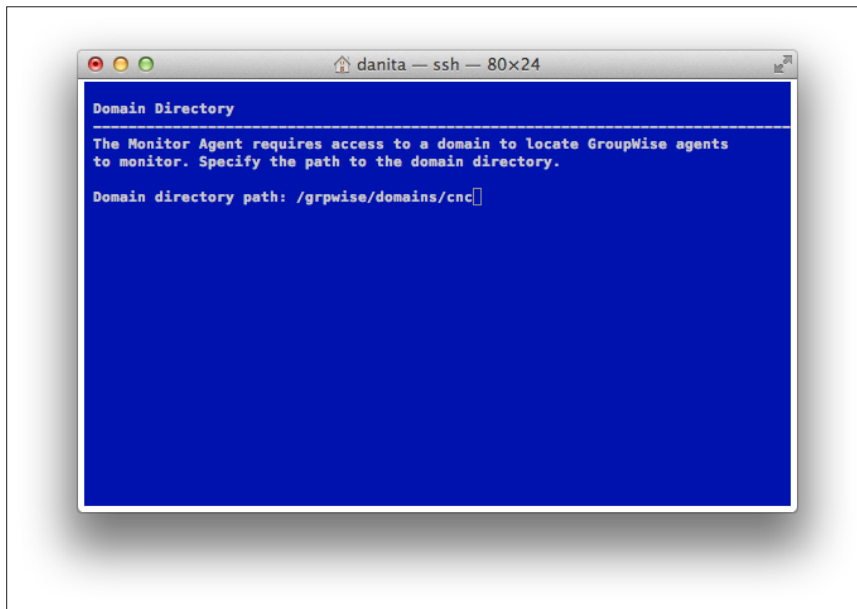 danita — ssh — 80×24
Domain Directory
The Monitor Agent requires access to a domain to locate GroupWise agents
to monitor. Specify the path to the domain directory.
Domain directory path: /grpwise/domains/cnc